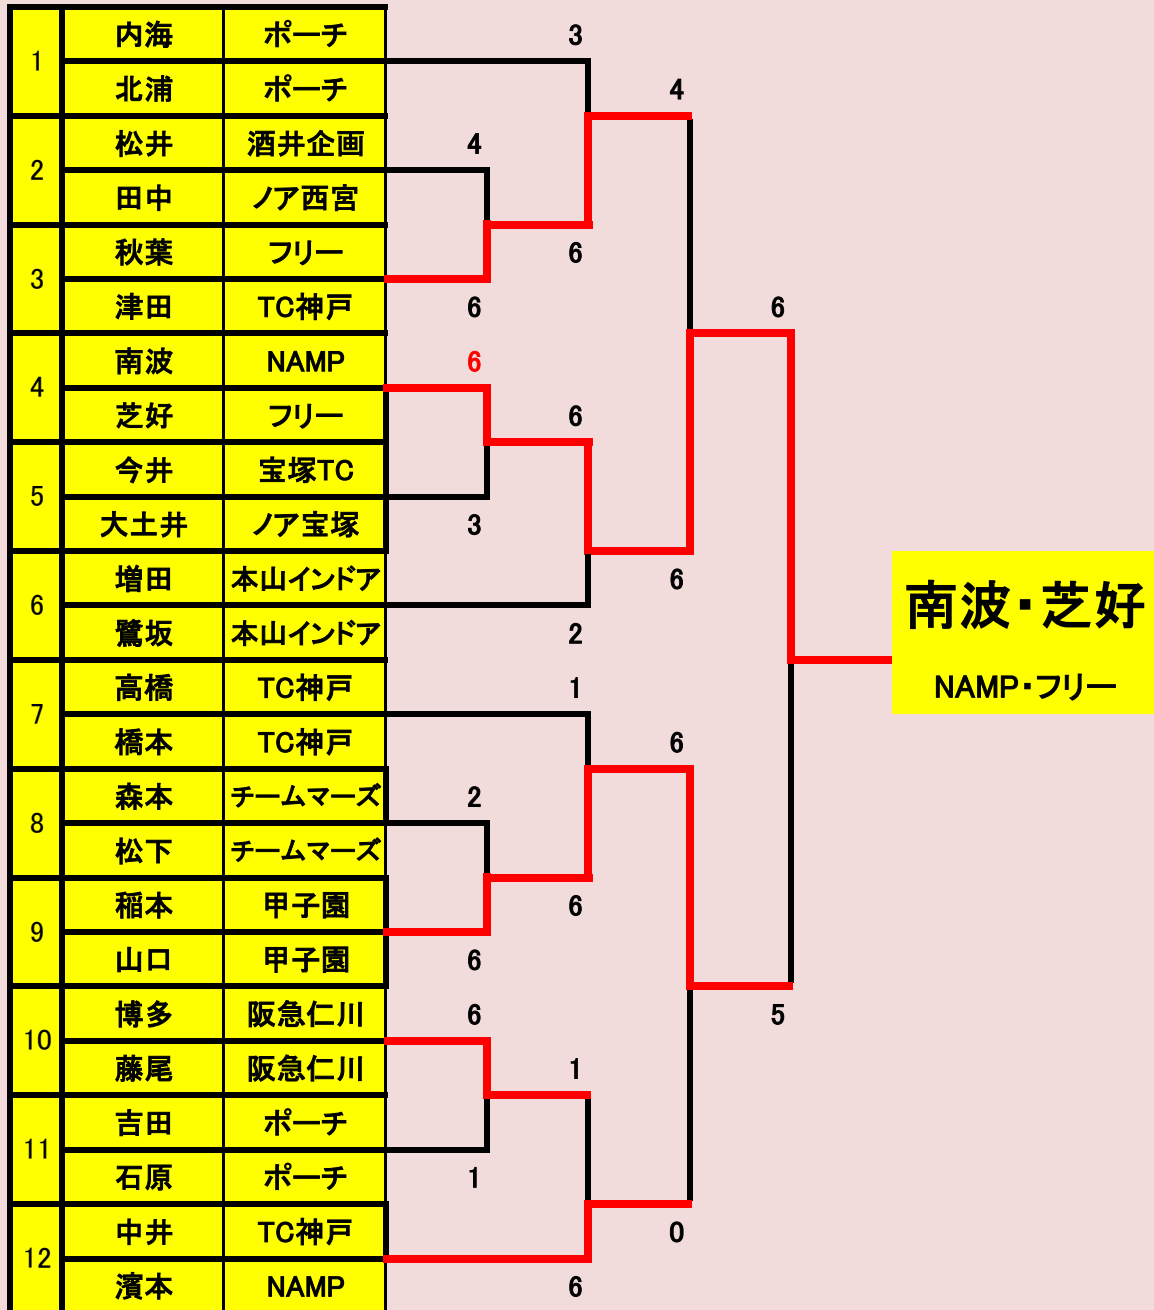 内海 ポーチ 3
1
北浦 ポーチ 4
松井 酒井企画 4
2
田中 ノア西宮
秋葉 フリー 6
3
津田 TC神戸 6 6
南波 NAMP 6
4
芝好 フリー 6
今井 宝塚TC
5
大土井 ノア宝塚 3
増田 本山インドア 6
6
鷺坂 本山インドア 2
南波・芝好
NAMP・フリー
高橋 TC神戸 1
7
橋本 TC神戸 6
森本 チームマーズ 2
8
松下 チームマーズ
稲本 甲子園 6
9
山口 甲子園 6
博多 阪急仁川 6 5
10
藤尾 阪急仁川 1
吉田 ポーチ
11
石原 ポーチ 1
中井 TC神戸 0
12
濱本 NAMP 6